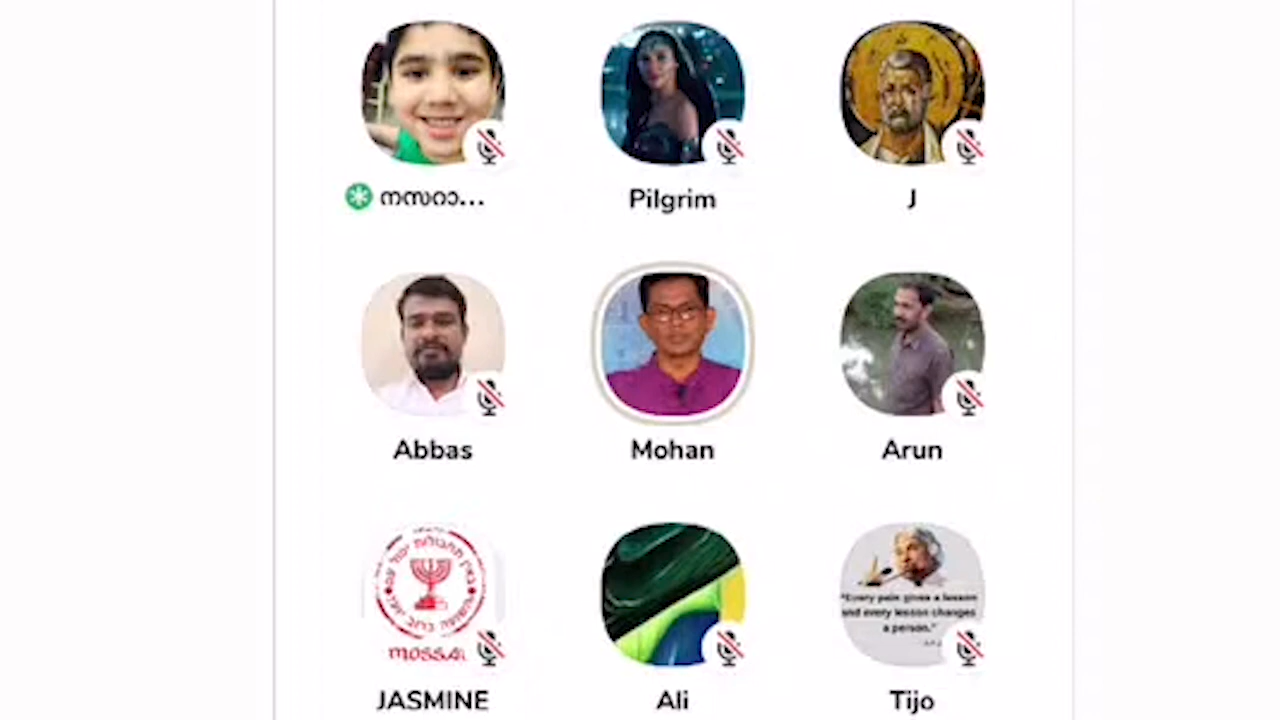 നസറാ...
Pilgrim
J
Abbas
Mohan
Arun
MOSSAD
"Every pain gives a lesson
and every lesson changes
a person."
JASMINE
Ali
Tijo